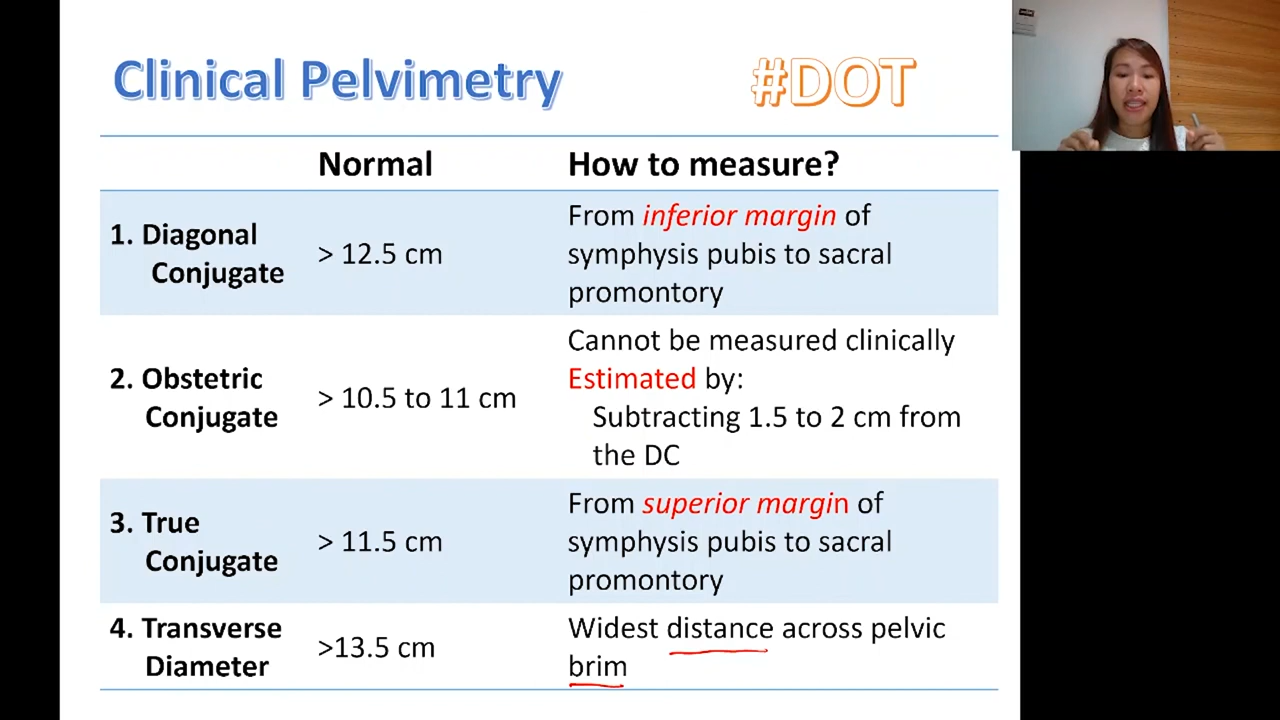 Clinical Pelvimetry #DOT
Normal How to measure?
1. Diagonal
Conjugate
> 12.5 cm
From inferior margin of
symphysis pubis to sacral
promontory
2. Obstetric
Conjugate
> 10.5 to 11 cm
Cannot be measured clinically
Estimated by:
Subtracting 1.5 to 2 cm from
the DC
3. True
Conjugate
> 11.5 cm
From superior margin of
symphysis pubis to sacral
promontory
4. Transverse
Diameter
>13.5 cm
Widest distance across pelvic
brim